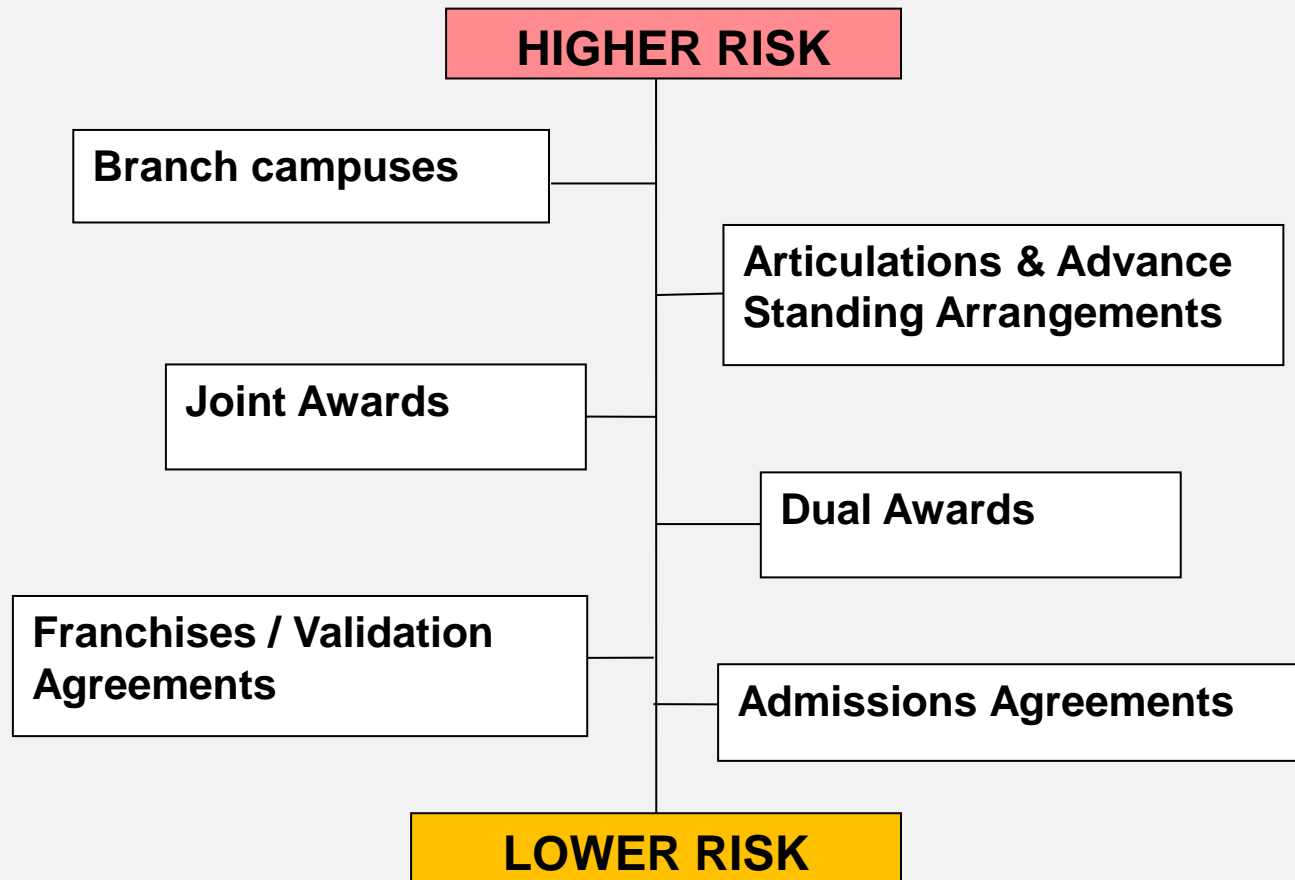 HIGHER RISK
Branch campuses
Articulations & Advance
Standing Arrangements
Joint Awards
Dual Awards
Franchises / Validation
Agreements
Admissions Agreements
LOWER RISK